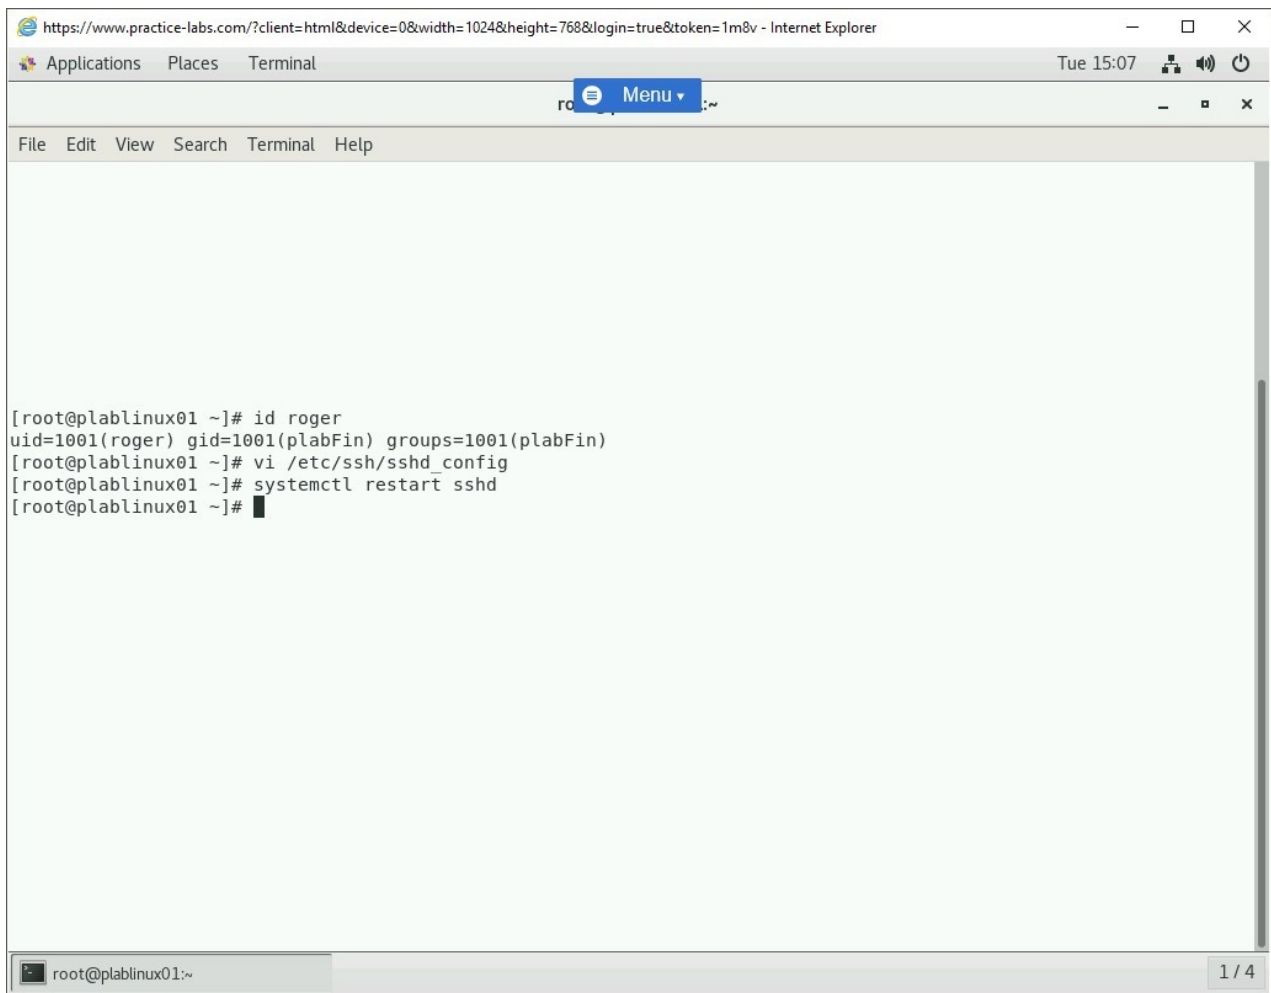 https://www.practice-labs.com/?client=html&device=0&width=1024&height=768&login=true&token=1m8v - Internet Explorer
Applications Places Terminal Tue 15:07
Menu :~
File Edit View Search Terminal Help
[root@plablinux01 ~]# id roger
uid=1001(roger) gid=1001(plabFin) groups=1001(plabFin)
[root@plablinux01 ~]# vi /etc/ssh/sshd_config
[root@plablinux01 ~]# systemctl restart sshd
[root@plablinux01 ~]#
root@plablinux01:~ 1 / 4